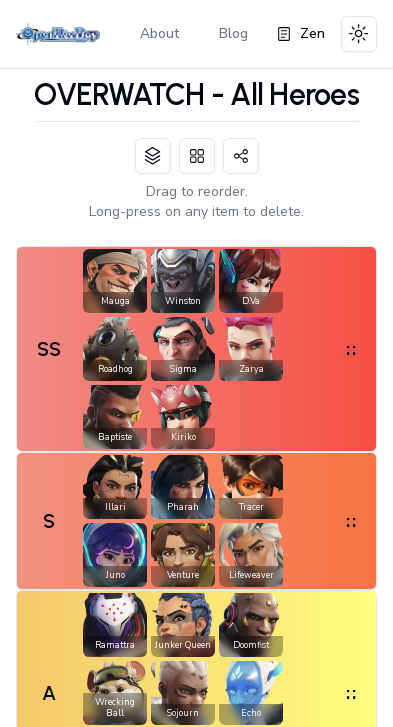 OpenTierBoy
About Blog Zen
OVERWATCH - All Heroes
Drag to reorder.
Long-press on any item to delete.
SS
Mauga Winston D.Va
Roadhog Sigma Zarya
Baptiste Kiriko
S
Illari Pharah Tracer
Juno Venture Lifeweaver
A
Ramattra Junker Queen Doomfist
Wrecking
Ball Sojourn Echo